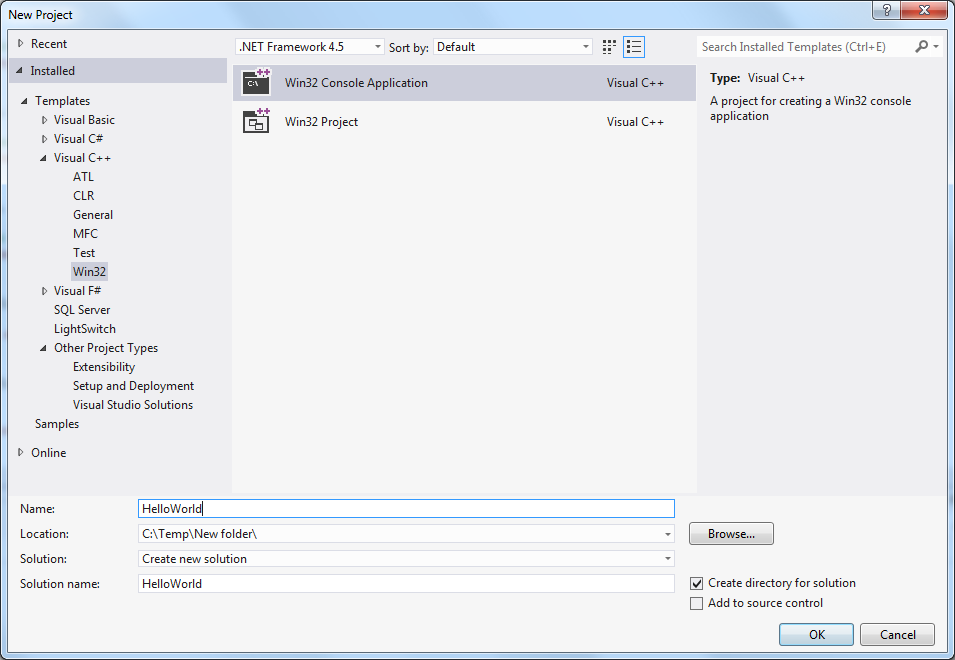 New Project
Recent
Installed
Templates
Visual Basic
Visual C#
Visual C++
ATL
CLR
General
MFC
Test
Win32
Visual F#
SQL Server
LightSwitch
Other Project Types
Extensibility
Setup and Deployment
Visual Studio Solutions
Samples
Online
.NET Framework 4.5 Sort by: Default
Win32 Console Application Visual C++
Win32 Project Visual C++
Search Installed Templates (Ctrl+E)
Type: Visual C++
A project for creating a Win32 console
application
Name: HelloWorld
Location: C:\Temp\New folder\
Browse...
Solution: Create new solution
Solution name: HelloWorld
Create directory for solution
Add to source control
OK Cancel